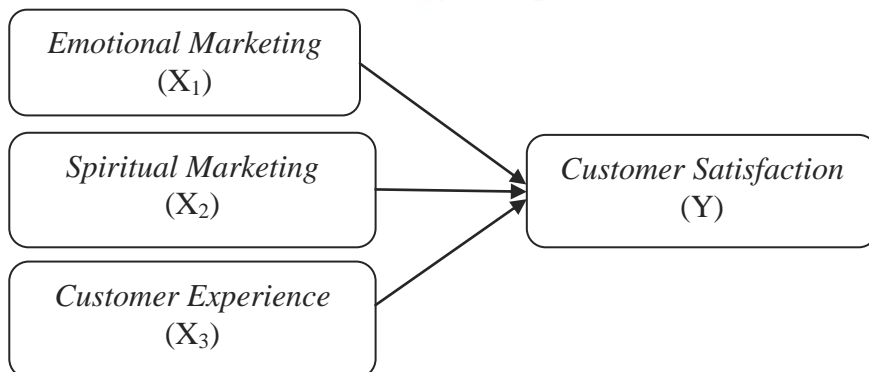 Emotional Marketing
(X₁)
Spiritual Marketing
(X₂)
Customer Experience
(X₃)
Customer Satisfaction
(Y)